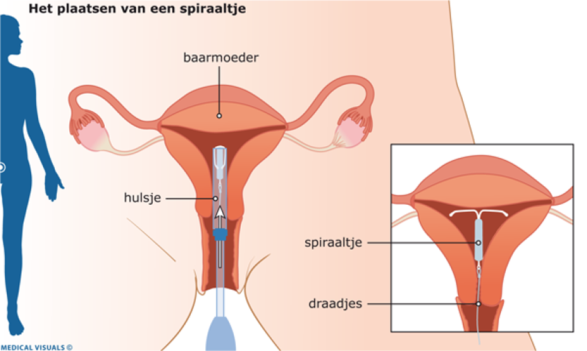 Het plaatsen van een spiraaltje
baarmoeder
hulsje
spiraaltje
draadjes
MEDICAL VISUALS ©